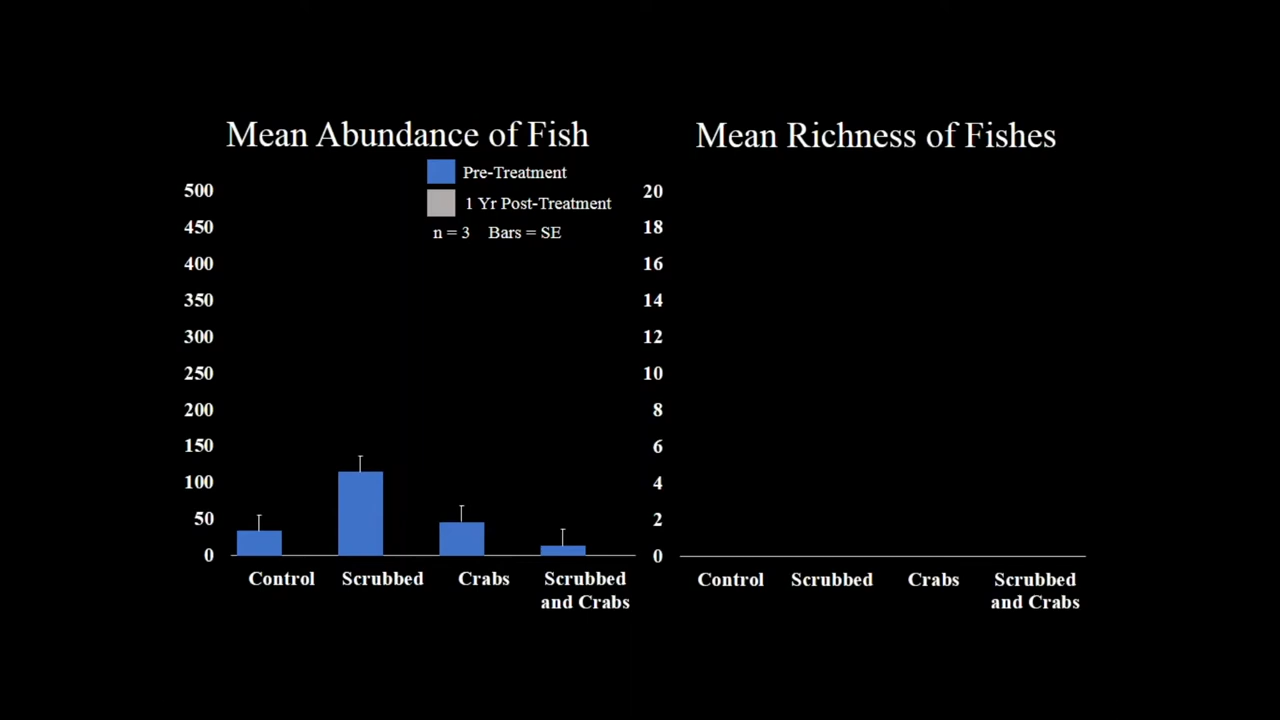 Mean Abundance of Fish
Pre-Treatment
1 Yr Post-Treatment
n = 3 Bars = SE
500
450
400
350
300
250
200
150
100
50
0
Control Scrubbed Crabs Scrubbed
and Crabs
Mean Richness of Fishes
20
18
16
14
12
10
8
6
4
2
0
Control Scrubbed Crabs Scrubbed
and Crabs